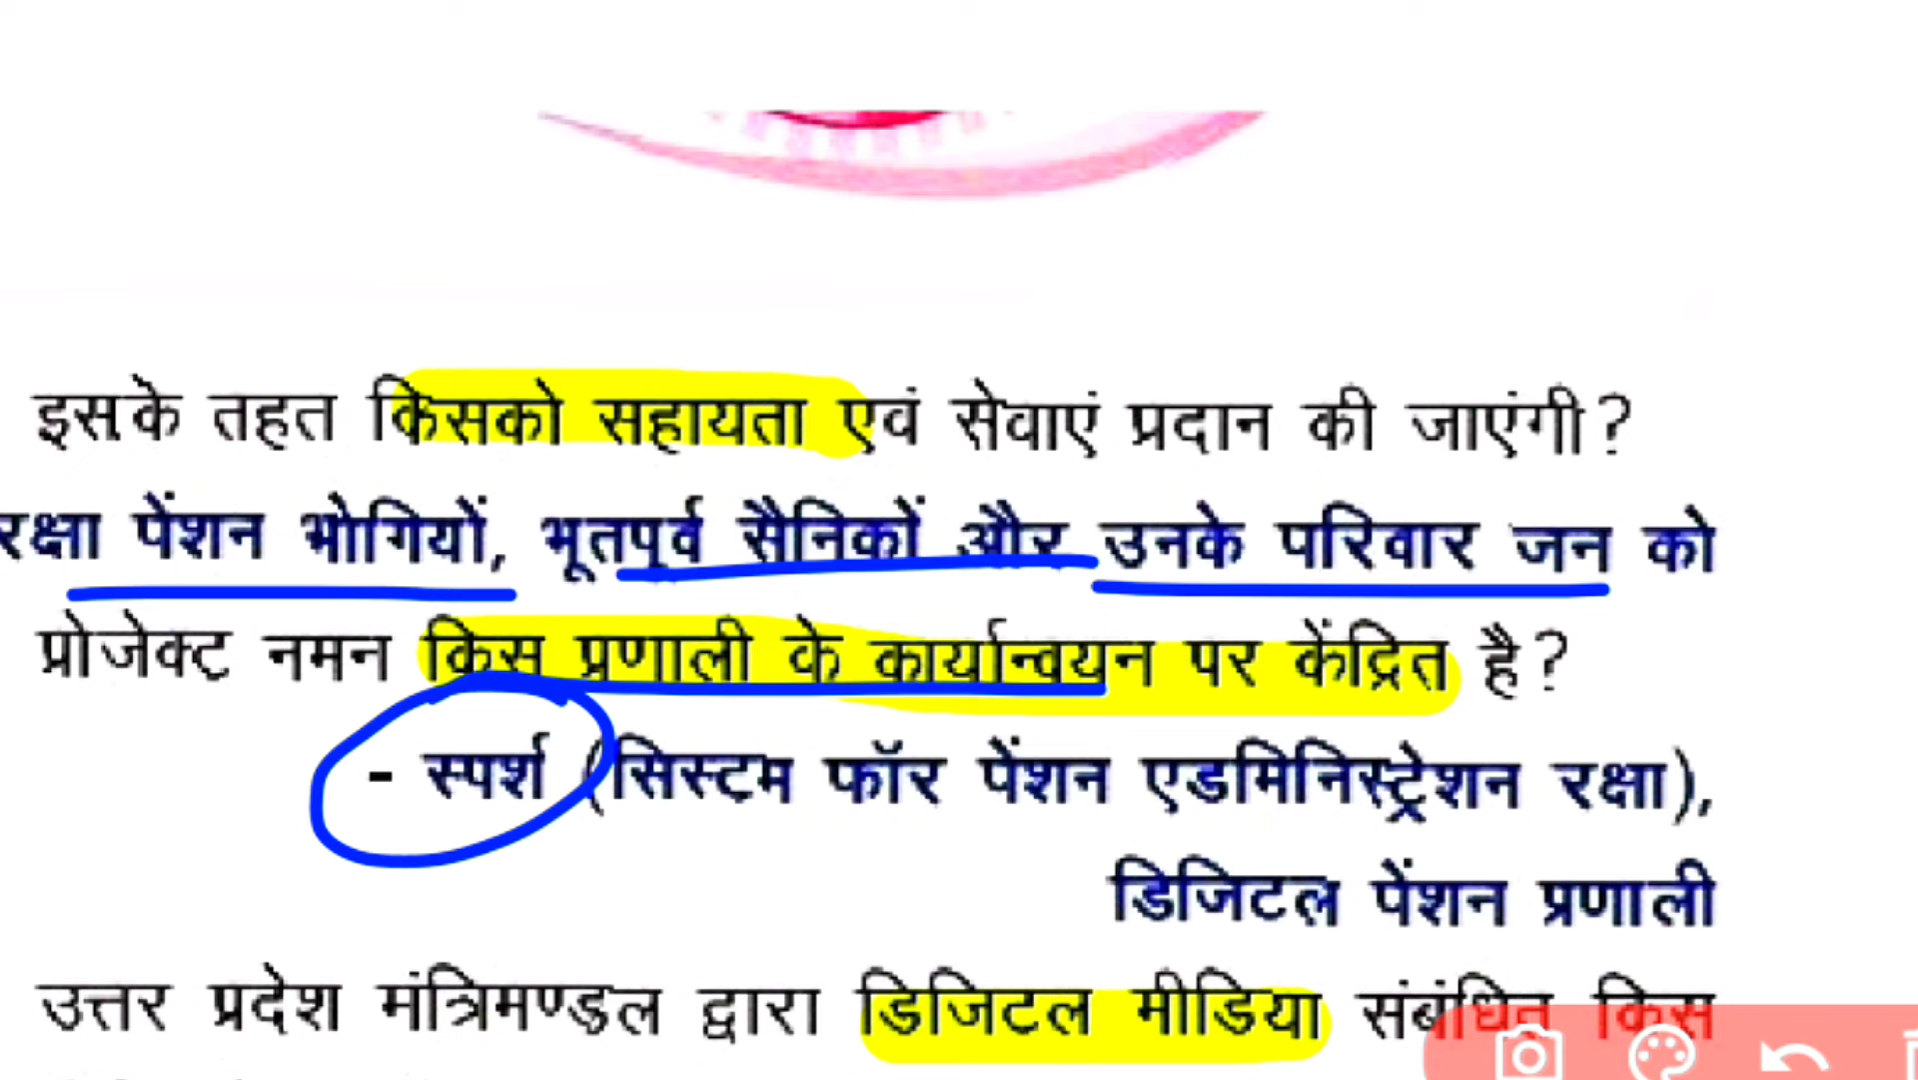 इसके तहत किसको सहायता एवं सेवाएं प्रदान की जाएंगी?
रक्षा पेंशन भोगियों, भूतपूर्व सैनिकों और उनके परिवार जन को
प्रोजेक्ट नमन किस प्रणाली के कार्यान्वयन पर केंद्रित है?
- स्पर्श (सिस्टम फॉर पेंशन एडमिनिस्ट्रेशन रक्षा),
डिजिटल पेंशन प्रणाली
उत्तर प्रदेश मंत्रिमण्डल द्वारा डिजिटल मीडिया संबंधित किस